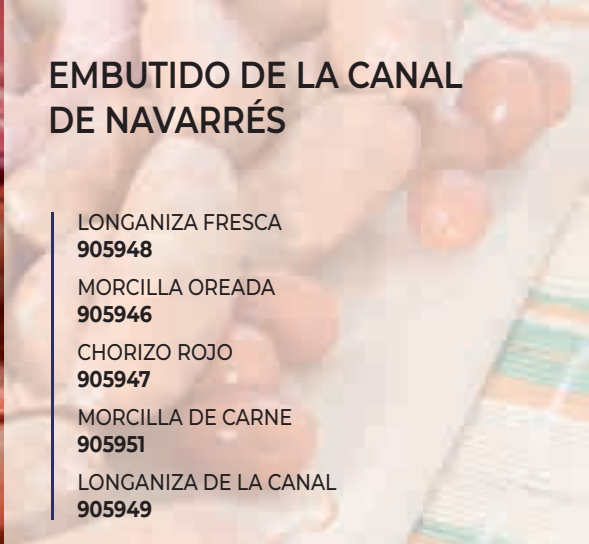 EMBUTIDO DE LA CANAL
DE NAVARRÉS
LONGANIZA FRESCA
905948
MORCILLA OREADA
905946
CHORIZO ROJO
905947
MORCILLA DE CARNE
905951
LONGANIZA DE LA CANAL
905949